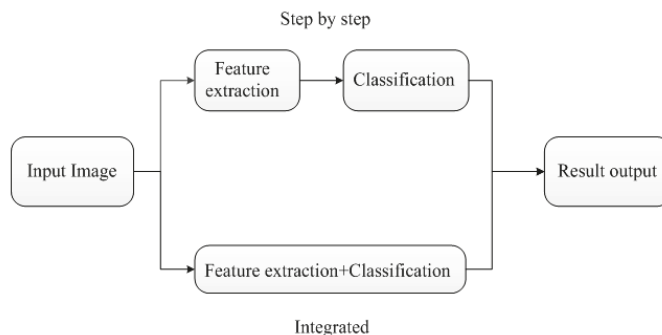 Step by step
Feature
extraction
Classification
Input Image
Result output
Feature extraction+Classification
Integrated